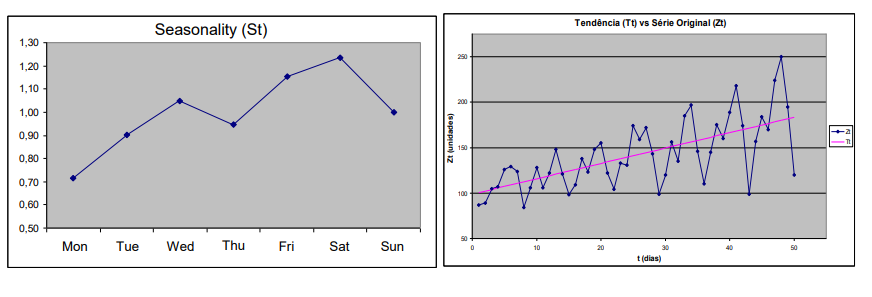 Seasonality (St)
1,30
1,20
1,10
1,00
0,90
0,80
0,70
0,60
0,50
Mon Tue Wed Thu Fri Sat Sun
Tendência (Tt) vs Série Original (Zt)
Zt (unidades)
250
200
150
100
50
0 10 20 30 40 50
t (dias)
Zt
Tt